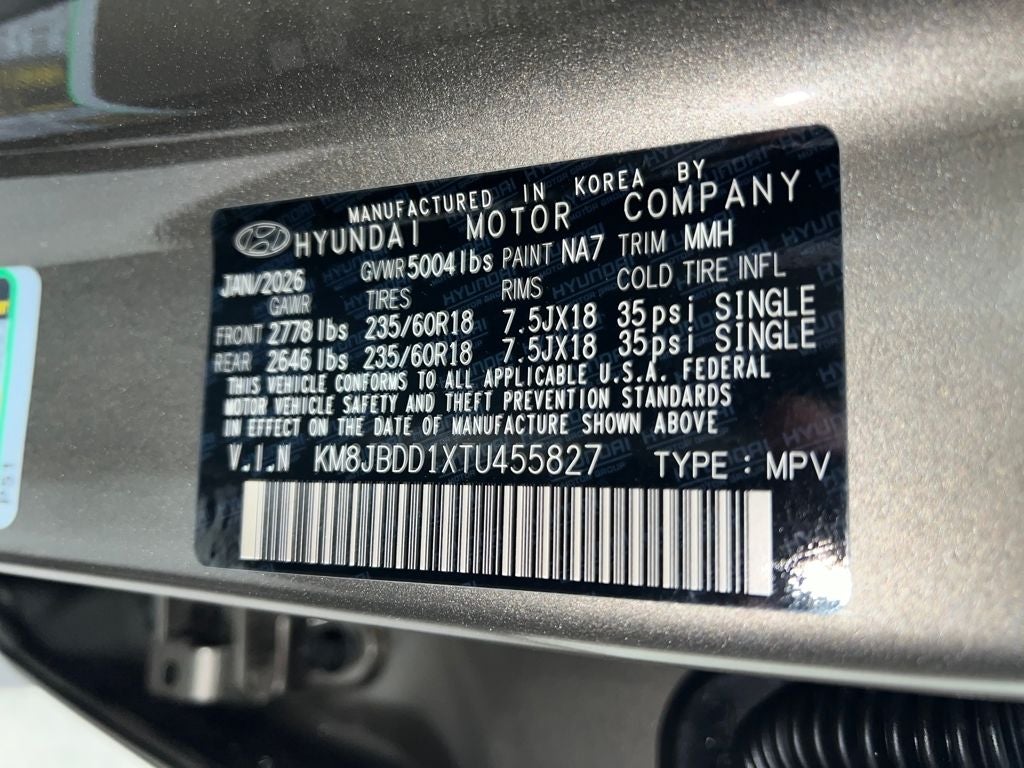 MANUFACTURED IN KOREA BY
HYUNDAI MOTOR COMPANY
JAN/2026 GVWR 5004lbs PAINT NA7 TRIM MMH
GAWR TIRES RIMS COLD TIRE INFL
FRONT 2778 lbs 235/60R18 7.5JX18 35psi SINGLE
REAR 2646 lbs 235/60R18 7.5JX18 35psi SINGLE
THIS VEHICLE CONFORMS TO ALL APPLICABLE U.S.A. FEDERAL
MOTOR VEHICLE SAFETY AND THEFT PREVENTION STANDARDS
IN EFFECT ON THE DATE OF MANUFACTURE SHOWN ABOVE
V.I.N KM8JBDD1XTU455827 TYPE : MPV
PSI